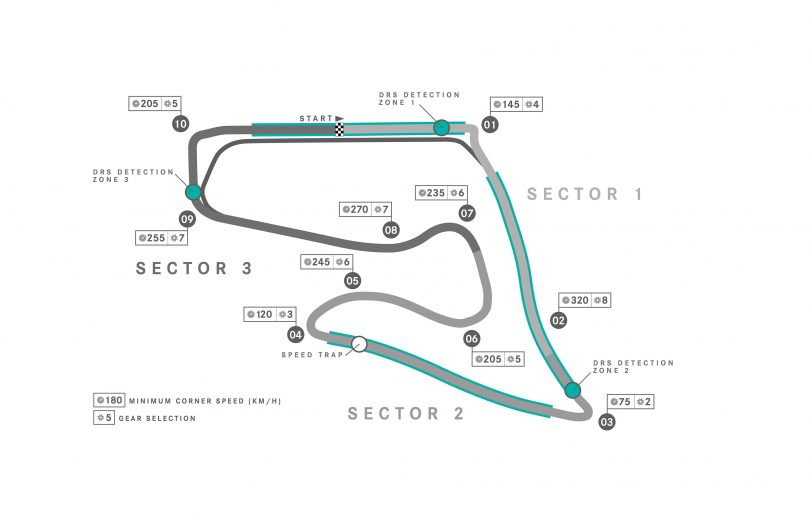 DRS DETECTION
ZONE 1
205 5
145 4
START
10
01
DRS DETECTION
ZONE 3
235 6
SECTOR 1
270 7
09
07
255 7
08
SECTOR 3
245 6
05
320 8
120 3
02
04
06
SPEED TRAP
205 5
DRS DETECTION
ZONE 2
180 MINIMUM CORNER SPEED (KM/H)
75 2
5 GEAR SELECTION
SECTOR 2
03